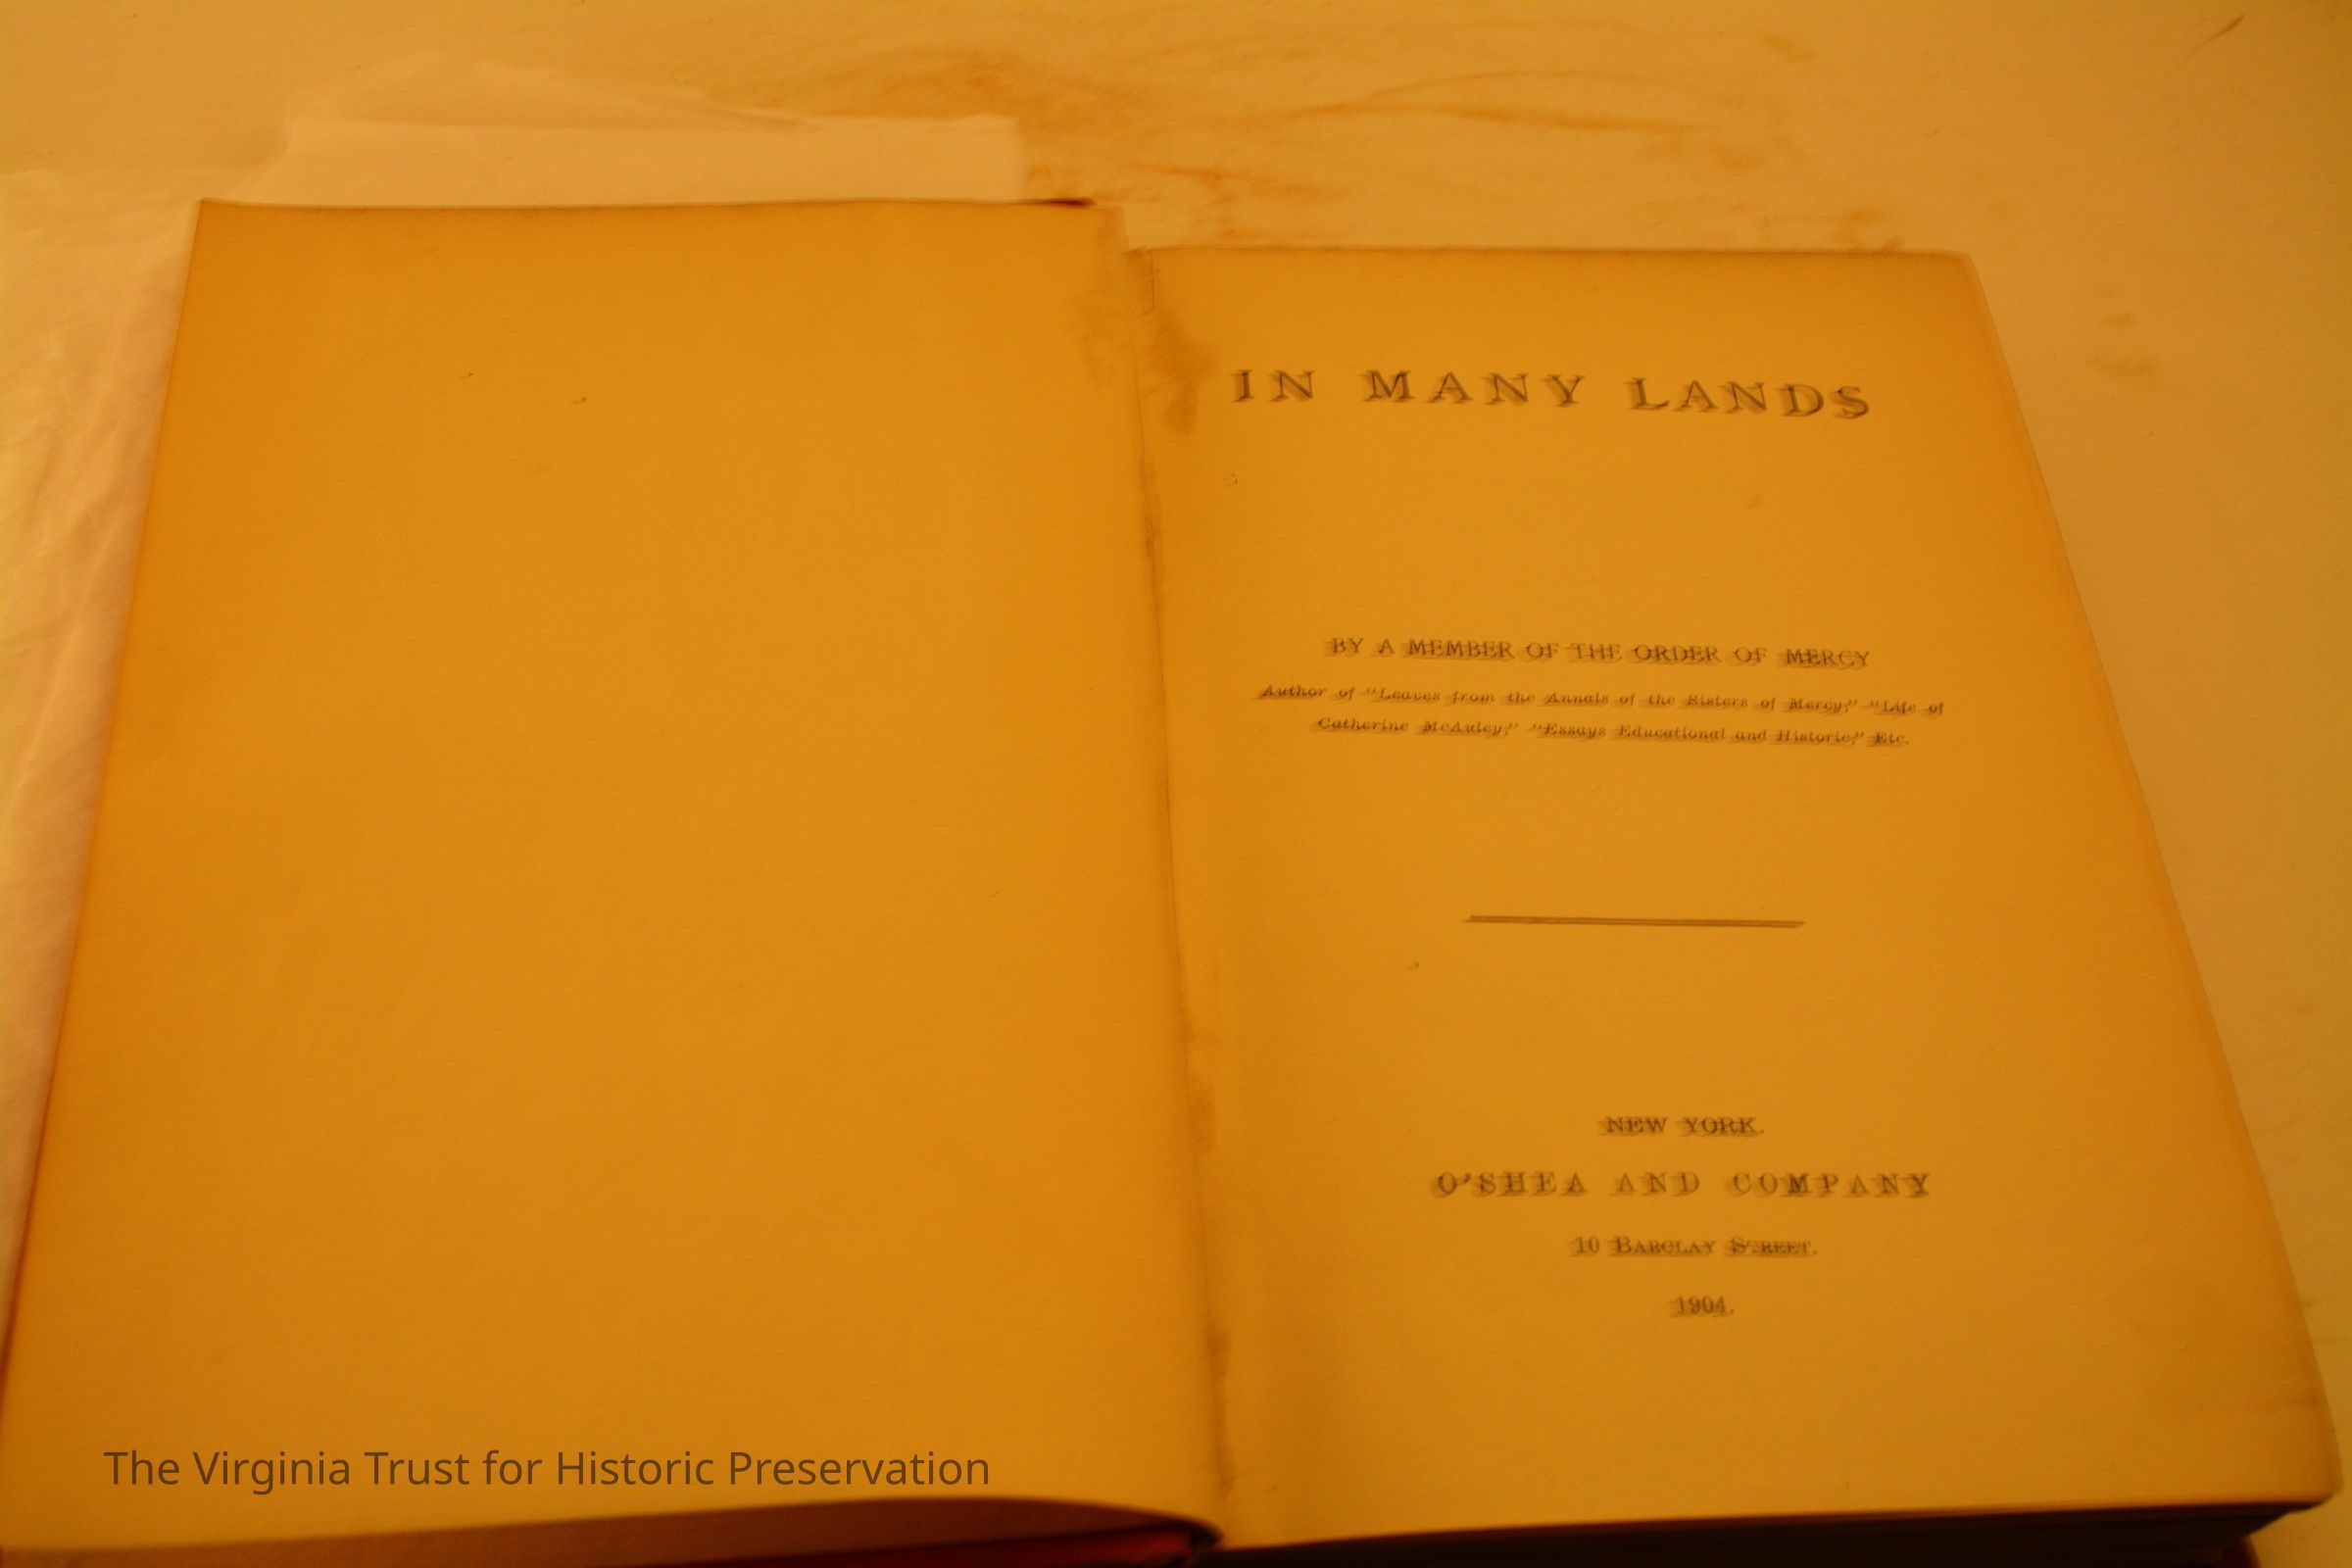 IN MANY LANDS
BY A MEMBER OF THE ORDER OF MERCY
Author of "Leaves from the Annals of the Sisters of Mercy," "Life of
Catherine McAuley," "Essays Educational and Historic," Etc.
NEW YORK.
O'SHEA AND COMPANY
10 BARCLAY STREET.
1904.
The Virginia Trust for Historic Preservation